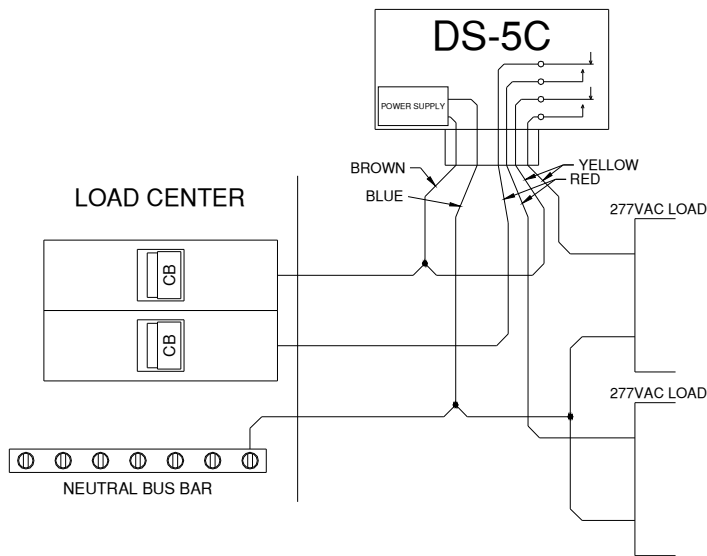 DS-5C
POWER SUPPLY
BROWN
YELLOW
RED
BLUE
LOAD CENTER
277VAC LOAD
CB
CB
277VAC LOAD
NEUTRAL BUS BAR